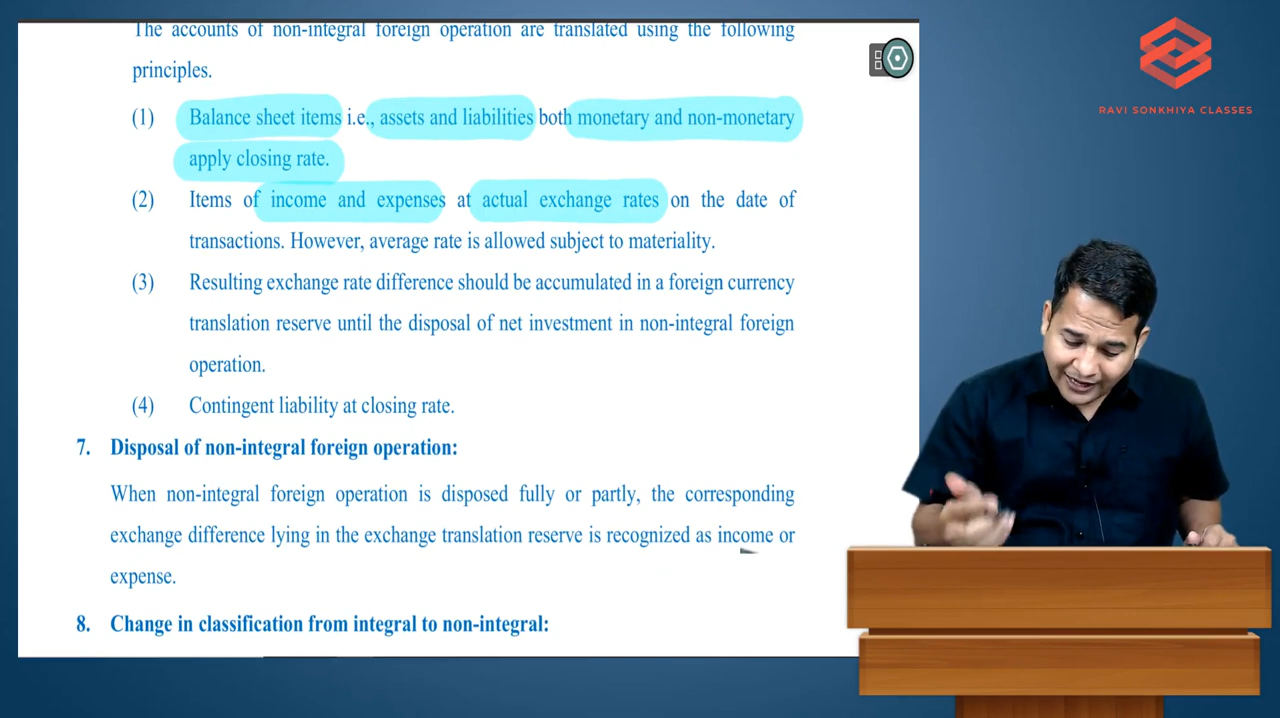 The accounts of non-integral foreign operation are translated using the following
principles.
(1) Balance sheet items i.e., assets and liabilities both monetary and non-monetary
apply closing rate.
(2) Items of income and expenses at actual exchange rates on the date of
transactions. However, average rate is allowed subject to materiality.
(3) Resulting exchange rate difference should be accumulated in a foreign currency
translation reserve until the disposal of net investment in non-integral foreign
operation.
(4) Contingent liability at closing rate.
7. Disposal of non-integral foreign operation:
When non-integral foreign operation is disposed fully or partly, the corresponding
exchange difference lying in the exchange translation reserve is recognized as income or
expense.
8. Change in classification from integral to non-integral:
RAVI SONKHIYA CLASSES